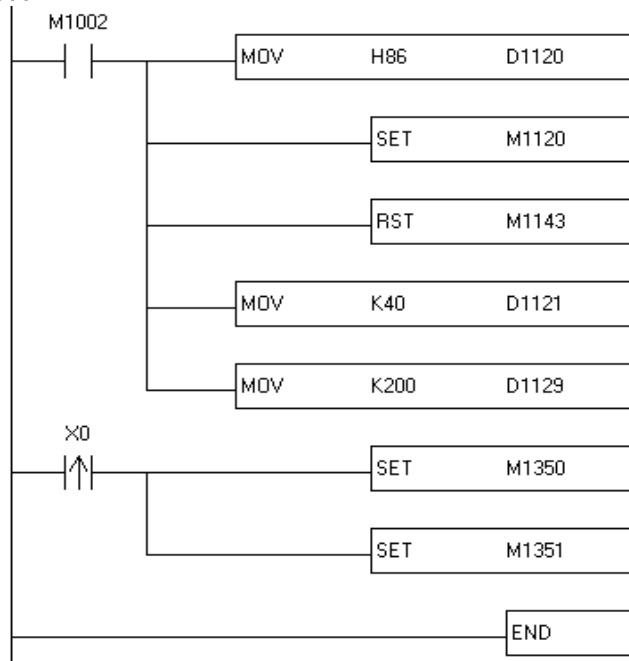 M1002
MOV H86 D1120
SET M1120
RST M1143
MOV K40 D1121
MOV K200 D1129
X0
SET M1350
SET M1351
END